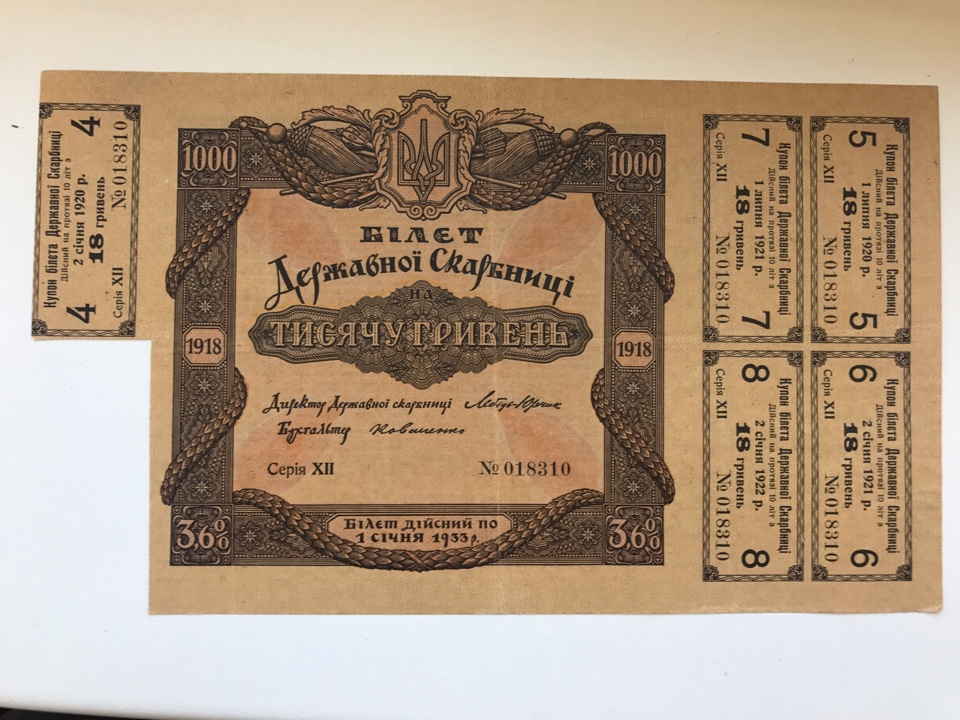 4 4
Купон білета Державної Скарбниці
Дійсний на протязі 10 літ з
2 січня 1920 р.
18 гривень
Серія XII № 018310
1000 1000
БІЛЕТ
Державної Скарбниці
НА
ТИСЯЧУ ГРИВЕНЬ
1918 1918
Директор Державної скарбниці
Бухгальтер
Серія XII № 018310
3,6% 3,6%
БІЛЕТ ДІЙСНИЙ ПО
1 СІЧНЯ 1933 р.
7 7
Купон білета Державної Скарбниці
Дійсний на протязі 10 літ з
1 липня 1921 р.
18 гривень
Серія XII № 018310
5 5
Купон білета Державної Скарбниці
Дійсний на протязі 10 літ з
1 липня 1920 р.
18 гривень
Серія XII № 018310
8 8
Купон білета Державної Скарбниці
Дійсний на протязі 10 літ з
2 січня 1922 р.
18 гривень
Серія XII № 018310
6 6
Купон білета Державної Скарбниці
Дійсний на протязі 10 літ з
2 січня 1921 р.
18 гривень
Серія XII № 018310